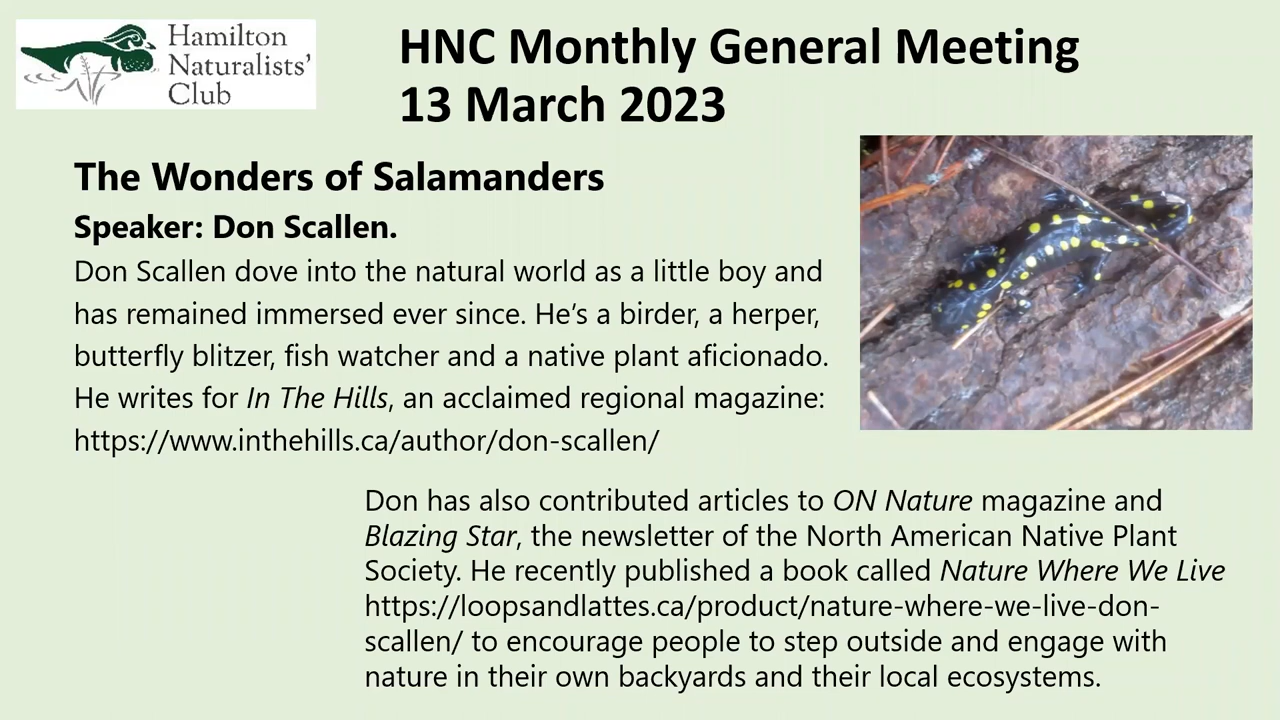 Hamilton
Naturalists'
Club
HNC Monthly General Meeting
13 March 2023
The Wonders of Salamanders
Speaker: Don Scallen.
Don Scallen dove into the natural world as a little boy and
has remained immersed ever since. He's a birder, a herper,
butterfly blitzer, fish watcher and a native plant aficionado.
He writes for In The Hills, an acclaimed regional magazine:
https://www.inthehills.ca/author/don-scallen/
Don has also contributed articles to ON Nature magazine and
Blazing Star, the newsletter of the North American Native Plant
Society. He recently published a book called Nature Where We Live
https://loopsandlattes.ca/product/nature-where-we-live-don-
scallen/ to encourage people to step outside and engage with
nature in their own backyards and their local ecosystems.